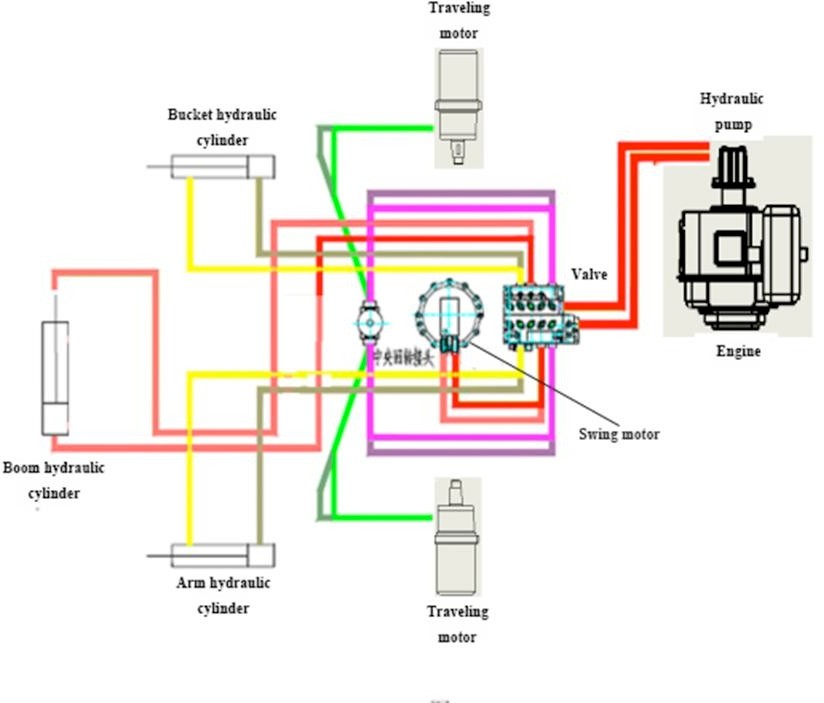 Traveling
motor
Hydraulic
pump
Bucket hydraulic
cylinder
Valve
Engine
中央回转接头
Swing motor
Boom hydraulic
cylinder
Arm hydraulic
cylinder
Traveling
motor